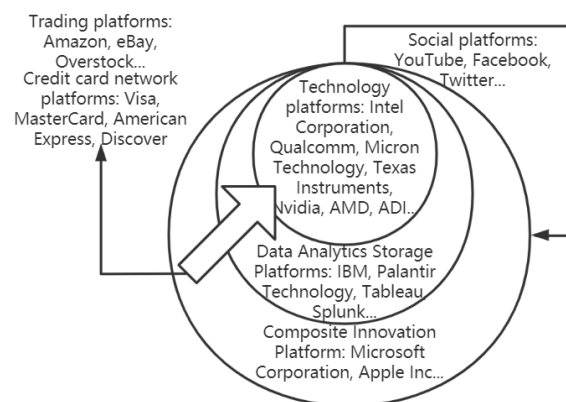 Trading platforms:
Amazon, eBay,
Overstock...
Credit card network
platforms: Visa,
MasterCard, American
Express, Discover
Social platforms:
YouTube, Facebook,
Twitter...
Technology
platforms: Intel
Corporation,
Qualcomm, Micron
Technology, Texas
Instruments,
Nvidia, AMD, ADI...
Data Analytics Storage
Platforms: IBM, Palantir
Technology, Tableau,
Splunk...
Composite Innovation
Platform: Microsoft
Corporation, Apple Inc...